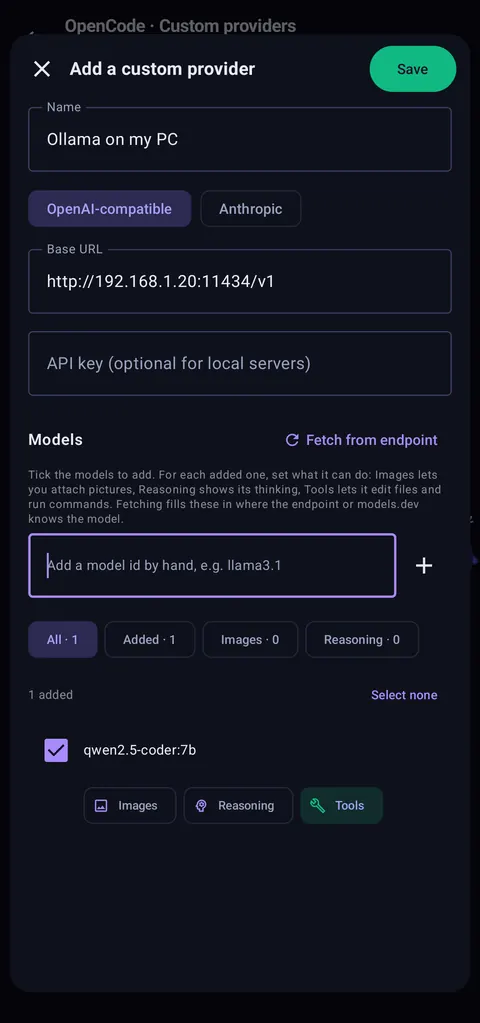 OpenCode · Custom providers
Add a custom provider
Save
Name
Ollama on my PC
OpenAI-compatible
Anthropic
Base URL
http://192.168.1.20:11434/v1
API key (optional for local servers)
Models
Fetch from endpoint
Tick the models to add. For each added one, set what it can do: Images lets
you attach pictures, Reasoning shows its thinking, Tools lets it edit files and
run commands. Fetching fills these in where the endpoint or models.dev
knows the model.
Add a model id by hand, e.g. llama3.1
All · 1
Added · 1
Images · 0
Reasoning · 0
1 added
Select none
qwen2.5-coder:7b
Images
Reasoning
Tools